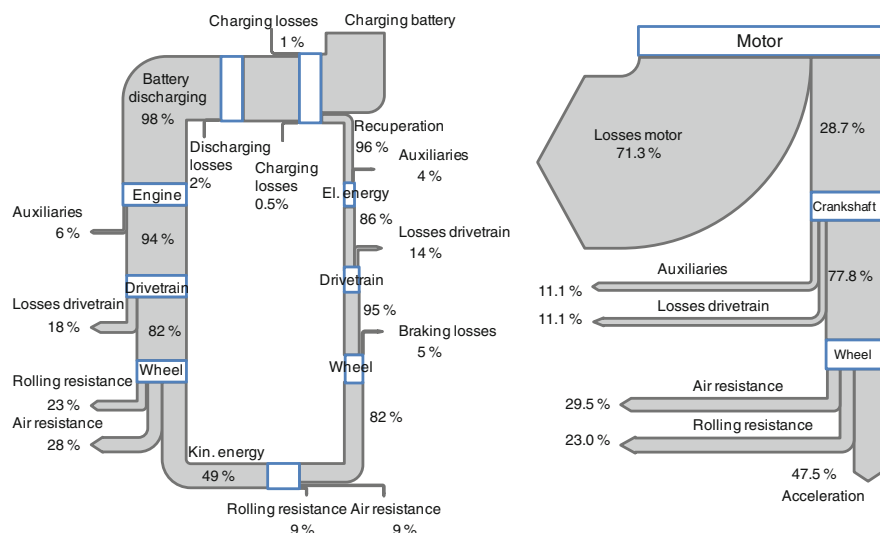 Charging losses
1 %
Charging battery
Battery
discharging
98 %
Discharging
losses
2%
Charging
losses
0.5%
Recuperation
96 %
Auxiliaries
4 %
Engine
El. energy
Auxiliaries
6 %
94 %
86 %
Losses drivetrain
14 %
Drivetrain
Drivetrain
Losses drivetrain
18 %
82 %
95 %
Braking losses
5 %
Wheel
Wheel
Rolling resistance
23 %
Air resistance
28 %
82 %
Kin. energy
49 %
Rolling resistance
9 %
Air resistance
9 %
Motor
Losses motor
71.3 %
28.7 %
Crankshaft
Auxiliaries
11.1 %
77.8 %
Losses drivetrain
11.1 %
Wheel
Air resistance
29.5 %
Rolling resistance
23.0 %
47.5 %
Acceleration